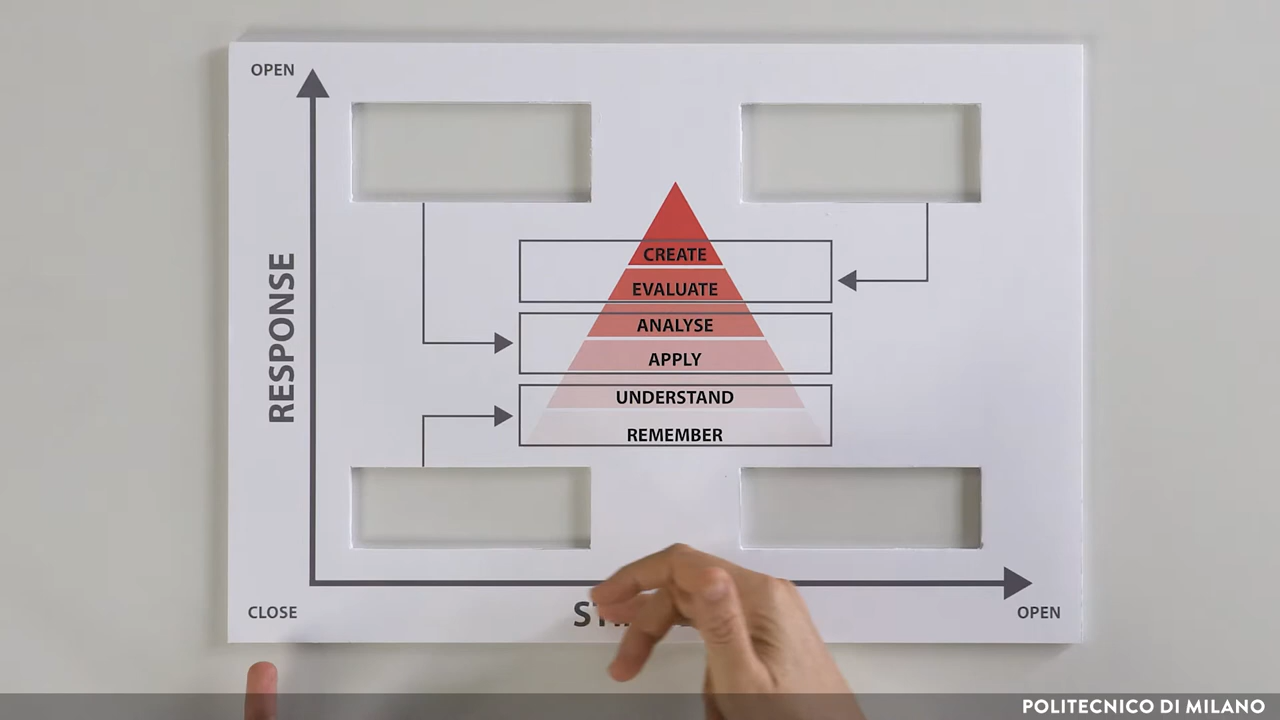 OPEN
RESPONSE
CREATE
EVALUATE
ANALYSE
APPLY
UNDERSTAND
REMEMBER
CLOSE
OPEN
POLITECNICO DI MILANO